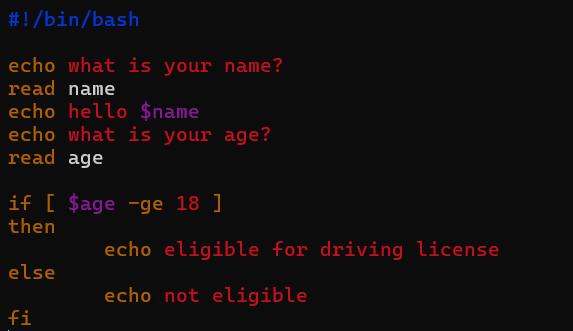 #!/bin/bash
echo what is your name?
read name
echo hello $name
echo what is your age?
read age
if [ $age -ge 18 ]
then
echo eligible for driving license
else
echo not eligible
fi